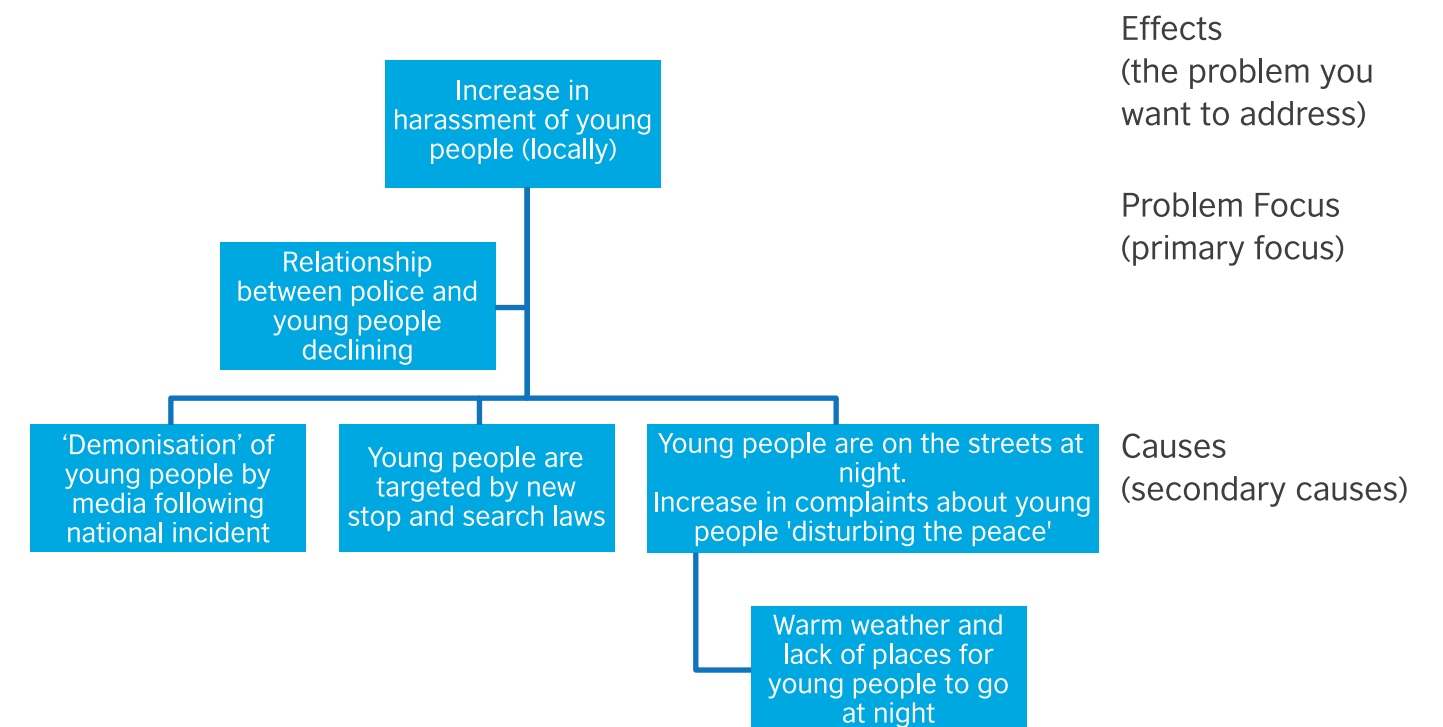 Effects
(the problem you
want to address)
Increase in
harassment of young
people (locally)
Problem Focus
(primary focus)
Relationship
between police and
young people
declining
‘Demonisation’ of
young people by
media following
national incident
Young people are
targeted by new
stop and search laws
Young people are on the streets at
night.
Increase in complaints about young
people 'disturbing the peace'
Causes
(secondary causes)
Warm weather and
lack of places for
young people to go
at night